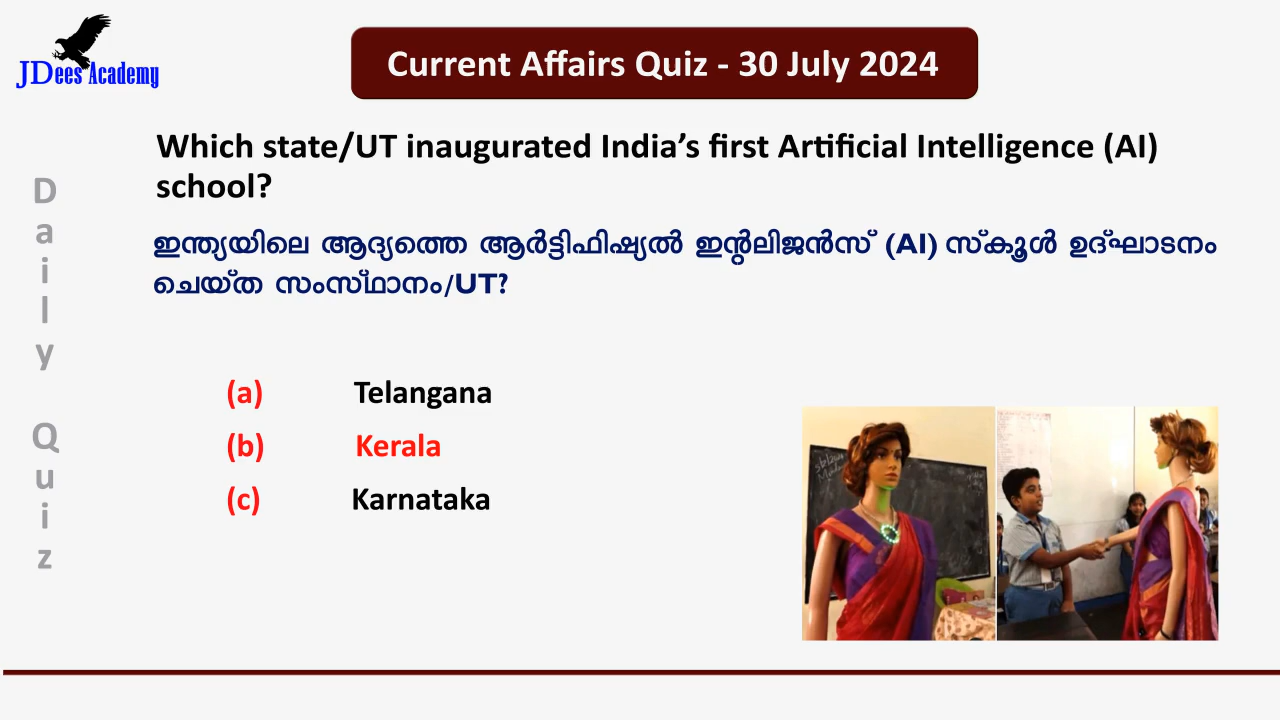 JDees Academy
Current Affairs Quiz - 30 July 2024
Which state/UT inaugurated India’s first Artificial Intelligence (AI)
school?
ഇന്ത്യയിലെ ആദ്യത്തെ ആർട്ടിഫിഷ്യൽ ഇന്റലിജൻസ് (AI) സ്കൂൾ ഉദ്ഘാടനം
ചെയ്ത സംസ്ഥാനം/UT?
(a) Telangana
(b) Kerala
(c) Karnataka
Daily Quiz